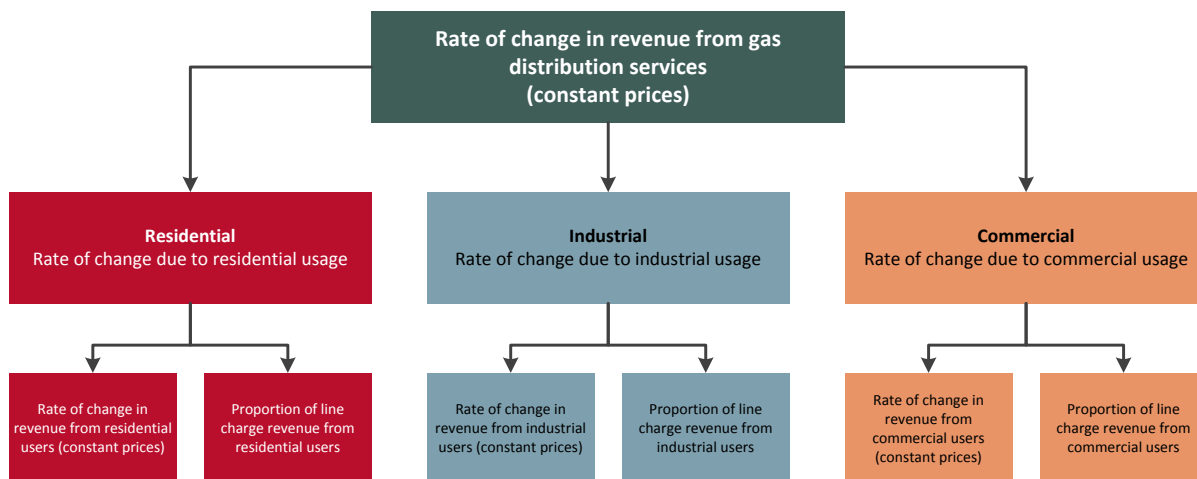 Rate of change in revenue from gas
distribution services
(constant prices)
Residential
Rate of change due to residential usage
Industrial
Rate of change due to industrial usage
Commercial
Rate of change due to commercial usage
Rate of change in
revenue from residential
users (constant prices)
Proportion of line
charge revenue from
residential users
Rate of change in
revenue from industrial
users (constant prices)
Proportion of line
charge revenue from
industrial users
Rate of change in
revenue from
commercial users
(constant prices)
Proportion of line
charge revenue from
commercial users